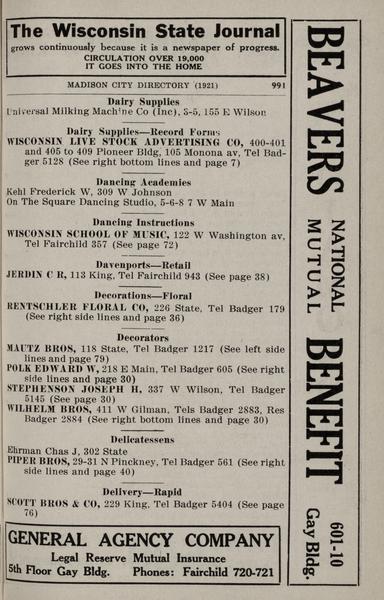 The Wisconsin State Journal
grows continuously because it is a newspaper of progress.
CIRCULATION OVER 19,000
IT GOES INTO THE HOME
MADISON CITY DIRECTORY (1921) 991
Dairy Supplies
Universal Milking Machine Co (Inc), 3-5, 155 E Wilson
Dairy Supplies—Record Forms
WISCONSIN LIVE STOCK ADVERTISING CO, 400-401
and 405 to 409 Pioneer Bldg, 105 Monona av, Tel Bad-
ger 5128 (See right bottom lines and page 7)
Dancing Academies
Kehl Frederick W, 309 W Johnson
On The Square Dancing Studio, 5-6-8 7 W Main
Dancing Instructions
WISCONSIN SCHOOL OF MUSIC, 122 W Washington av,
Tel Fairchild 357 (See page 72)
Davenports—Retail
JERDIN C R, 113 King, Tel Fairchild 943 (See page 38)
Decorations—Floral
RENTSCHLER FLORAL CO, 226 State, Tel Badger 179
(See right side lines and page 36)
Decorators
MAUTZ BROS, 118 State, Tel Badger 1217 (See left side
lines and page 79)
POLK EDWARD W, 218 E Main, Tel Badger 605 (See right
side lines and page 30)
STEPHENSON JOSEPH H, 337 W Wilson, Tel Badger
5145 (See page 30)
WILHELM BROS, 411 W Gilman, Tels Badger 2883, Res
Badger 2884 (See right bottom lines and page 30)
Delicatessens
Ehrman Chas J, 302 State
PIPER BROS, 29-31 N Pinckney, Tel Badger 561 (See right
side lines and page 40)
Delivery—Rapid
SCOTT BROS & CO, 229 King, Tel Badger 5404 (See page
76)
GENERAL AGENCY COMPANY
Legal Reserve Mutual Insurance
5th Floor Gay Bldg. Phones: Fairchild 720-721
BEAVERS NATIONAL MUTUAL BENEFIT
601-10
Gay Bldg.